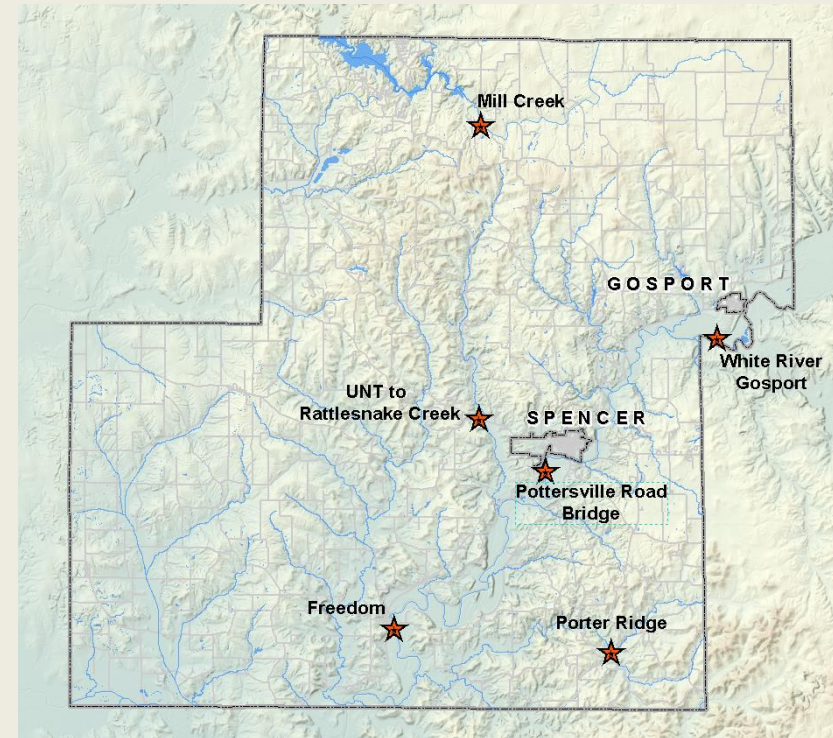 Mill Creek
GOSPORT
White River
Gosport
UNT to
Rattlesnake Creek
SPENCER
Pottersville Road
Bridge
Freedom
Porter Ridge